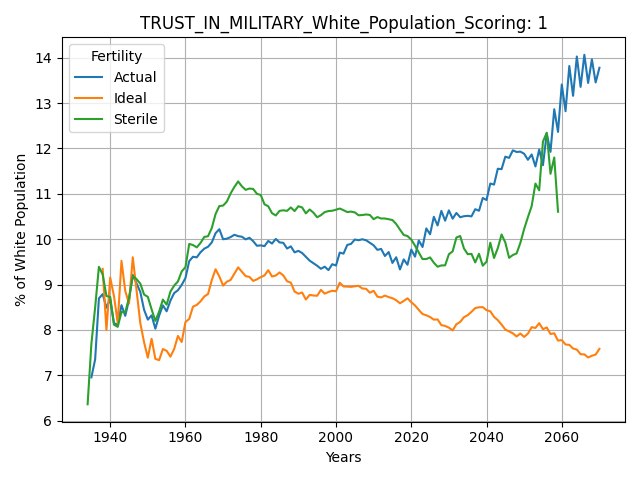 TRUST_IN_MILITARY_White_Population_Scoring: 1
Fertility
Actual
Ideal
Sterile
% of White Population
14
13
12
11
10
9
8
7
6
1940 1960 1980 2000 2020 2040 2060
Years